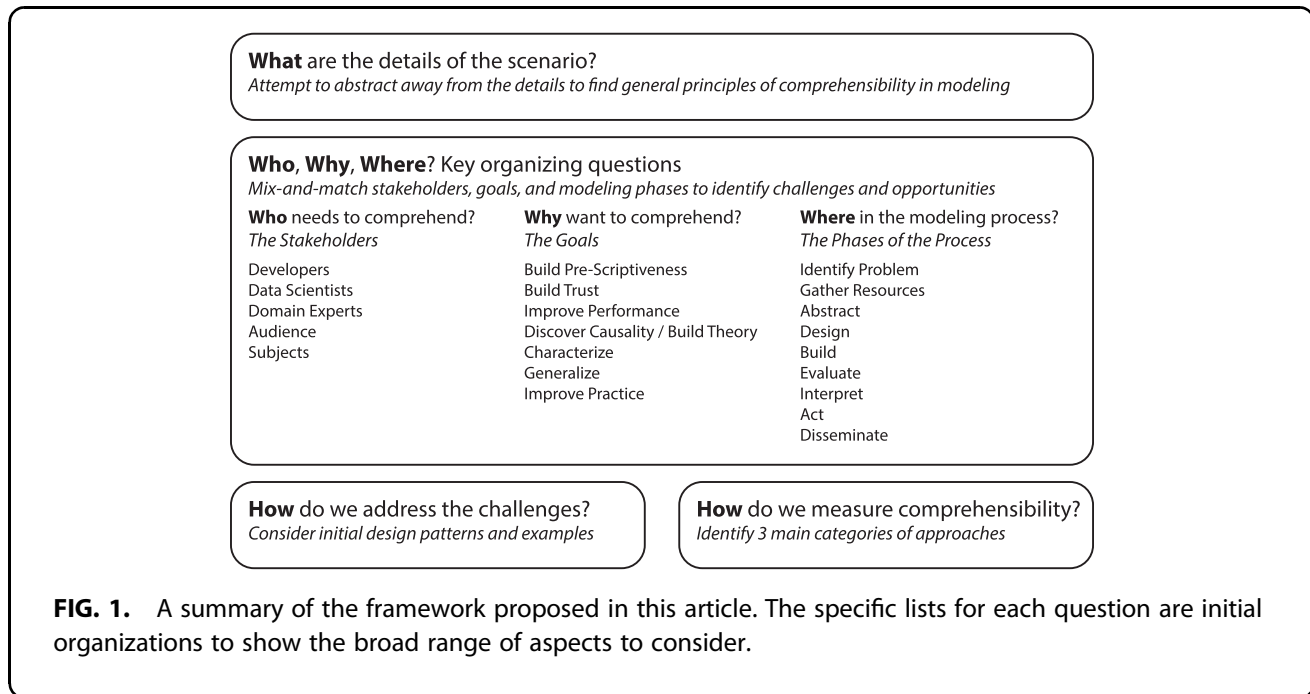 What are the details of the scenario?
Attempt to abstract away from the details to find general principles of comprehensibility in modeling
Who, Why, Where? Key organizing questions
Mix-and-match stakeholders, goals, and modeling phases to identify challenges and opportunities
Who needs to comprehend?
The Stakeholders
Developers
Data Scientists
Domain Experts
Audience
Subjects
Why want to comprehend?
The Goals
Build Pre-Scriptiveness
Build Trust
Improve Performance
Discover Causality / Build Theory
Characterize
Generalize
Improve Practice
Where in the modeling process?
The Phases of the Process
Identify Problem
Gather Resources
Abstract
Design
Build
Evaluate
Interpret
Act
Disseminate
How do we address the challenges?
Consider initial design patterns and examples
How do we measure comprehensibility?
Identify 3 main categories of approaches
FIG. 1. A summary of the framework proposed in this article. The specific lists for each question are initial
organizations to show the broad range of aspects to consider.